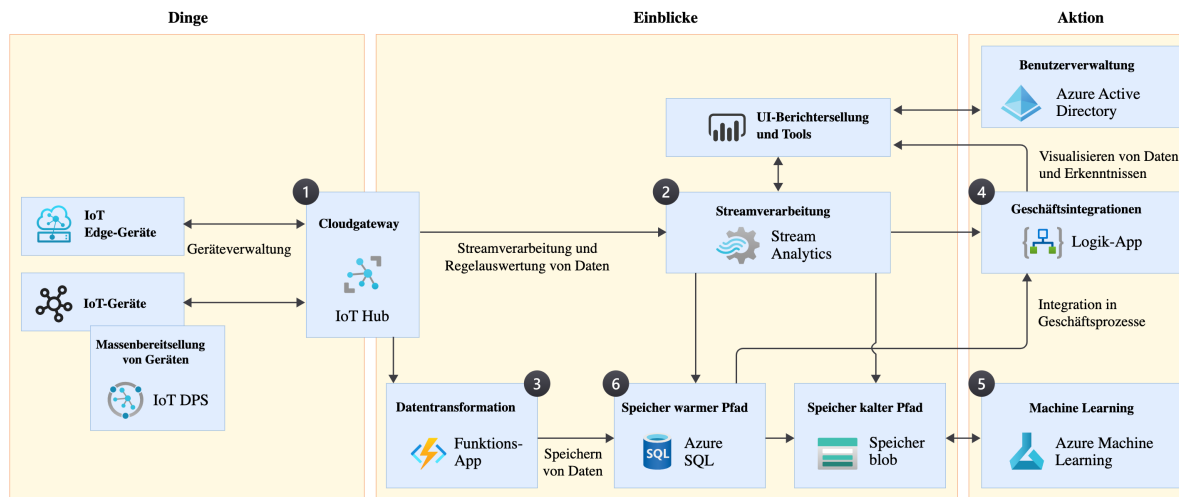 Dinge
Einblicke
Aktion
Benutzerverwaltung
Azure Active
Directory
UI-Berichtersellung
und Tools
Visualisieren von Daten
und Erkenntnissen
1
2
4
IoT
Edge-Geräte
Geräteverwaltung
Cloudgateway
IoT Hub
Streamverarbeitung und
Regelauswertung von Daten
Streamverarbeitung
Stream
Analytics
Geschäftsintegrationen
Logik-App
IoT-Geräte
Massenbereitsellung
von Geräten
IoT DPS
Integration in
Geschäftsprozesse
3
6
5
Datentransformation
Funktions-
App
Speichern
von Daten
Speicher warmer Pfad
SQL
Azure
SQL
Speicher kalter Pfad
Speicher
blob
Machine Learning
Azure Machine
Learning